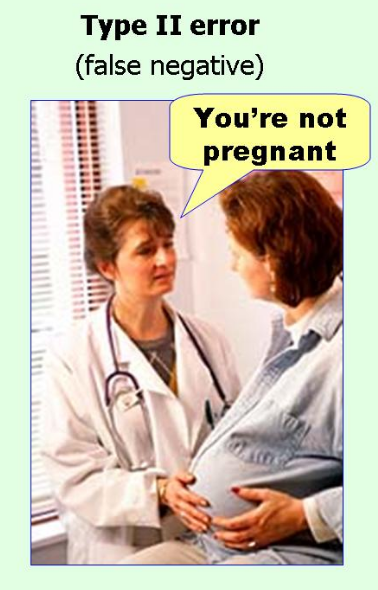 Type II error
(false negative)
You're not
pregnant